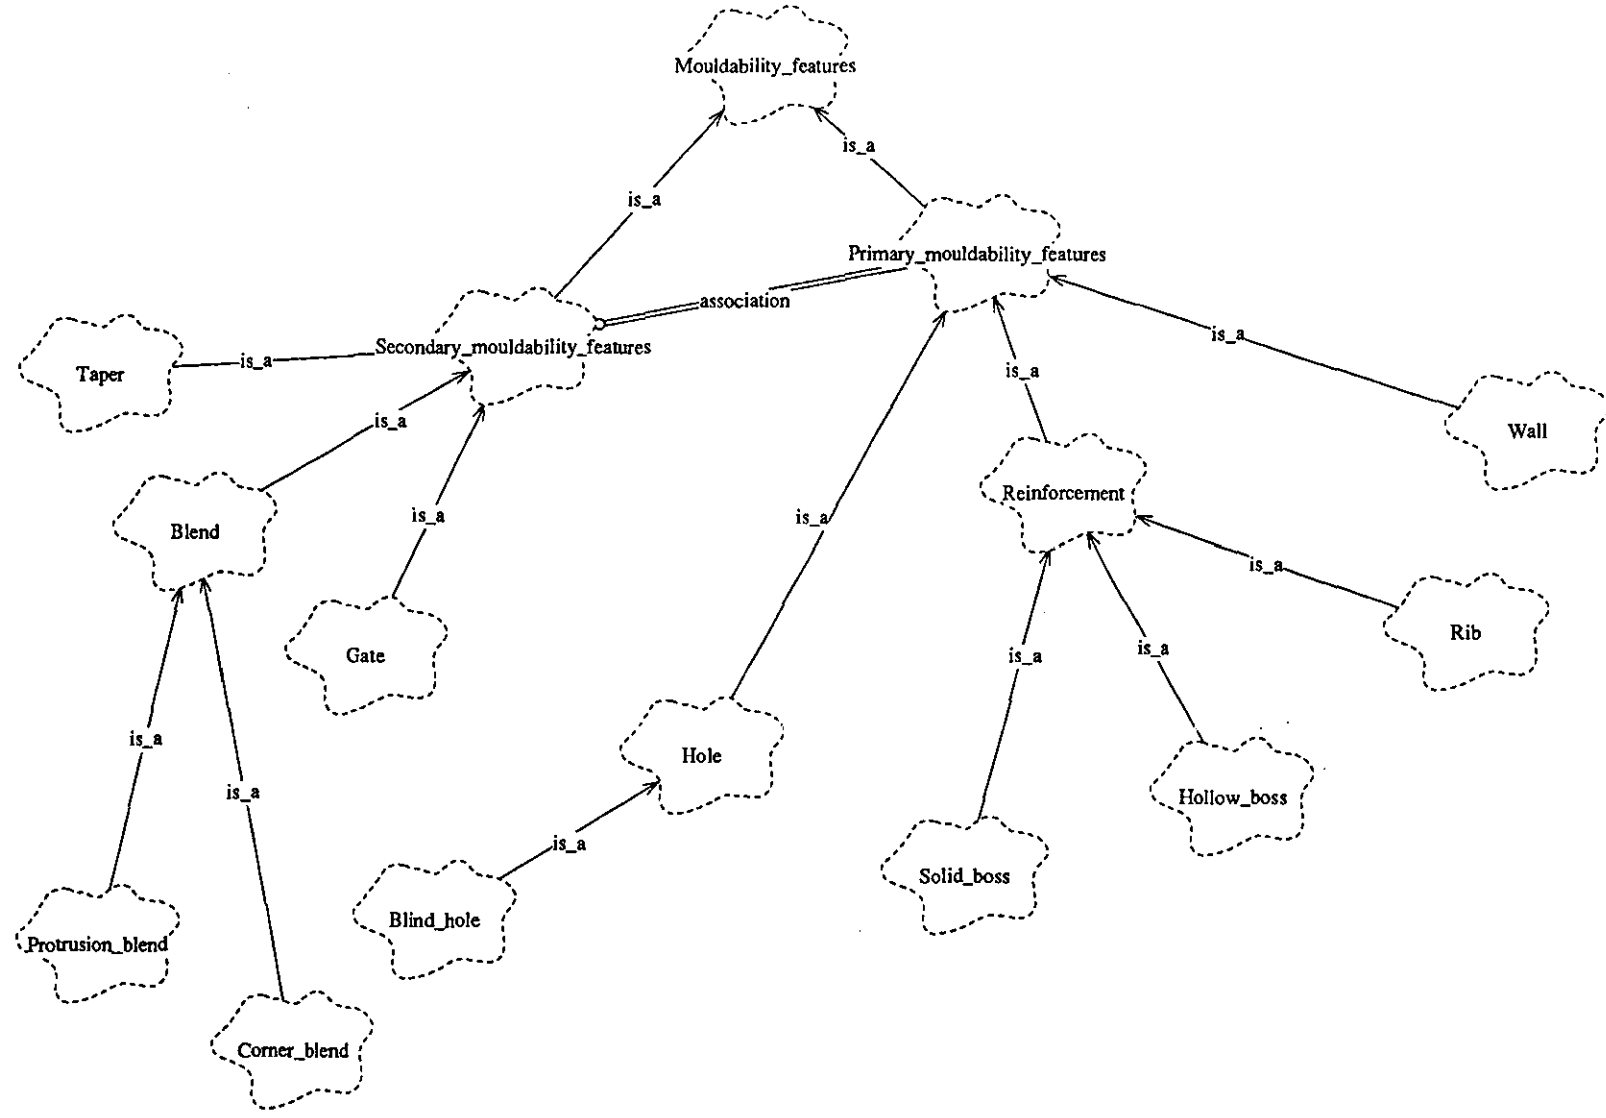 Mouldability_features
is_a
is_a
Primary_mouldability_features
association
Secondary_mouldability_features
is_a
Taper
is_a
is_a
is_a
Wall
is_a
Reinforcement
Blend
is_a
is_a
is_a
Gate
is_a
is_a
Rib
is_a
Hole
is_a
Hollow_boss
is_a
Solid_boss
Blind_hole
Protrusion_blend
Corner_blend